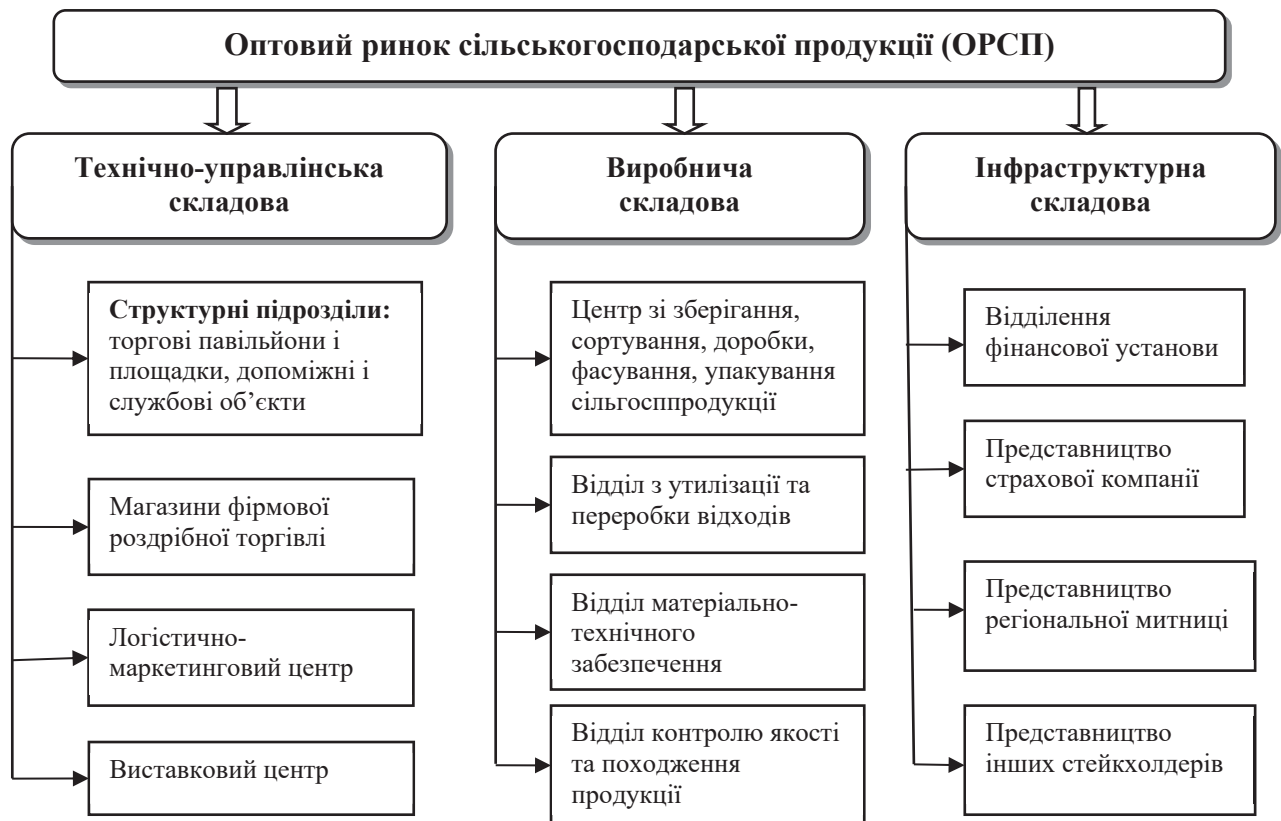 Оптовий ринок сільськогосподарської продукції (ОРСП)
Технічно-управлінська
складова
Структурні підрозділи:
торгові павільйони і
площадки, допоміжні і
службові об’єкти
Магазини фірмової
роздрібної торгівлі
Логістично-
маркетинговий центр
Виставковий центр
Виробнича
складова
Центр зі зберігання,
сортування, доробки,
фасування, упакування
сільгосппродукції
Відділ з утилізації та
переробки відходів
Відділ матеріально-
технічного
забезпечення
Відділ контролю якості
та походження
продукції
Інфраструктурна
складова
Відділення
фінансової установи
Представництво
страхової компанії
Представництво
регіональної митниці
Представництво
інших стейкхолдерів